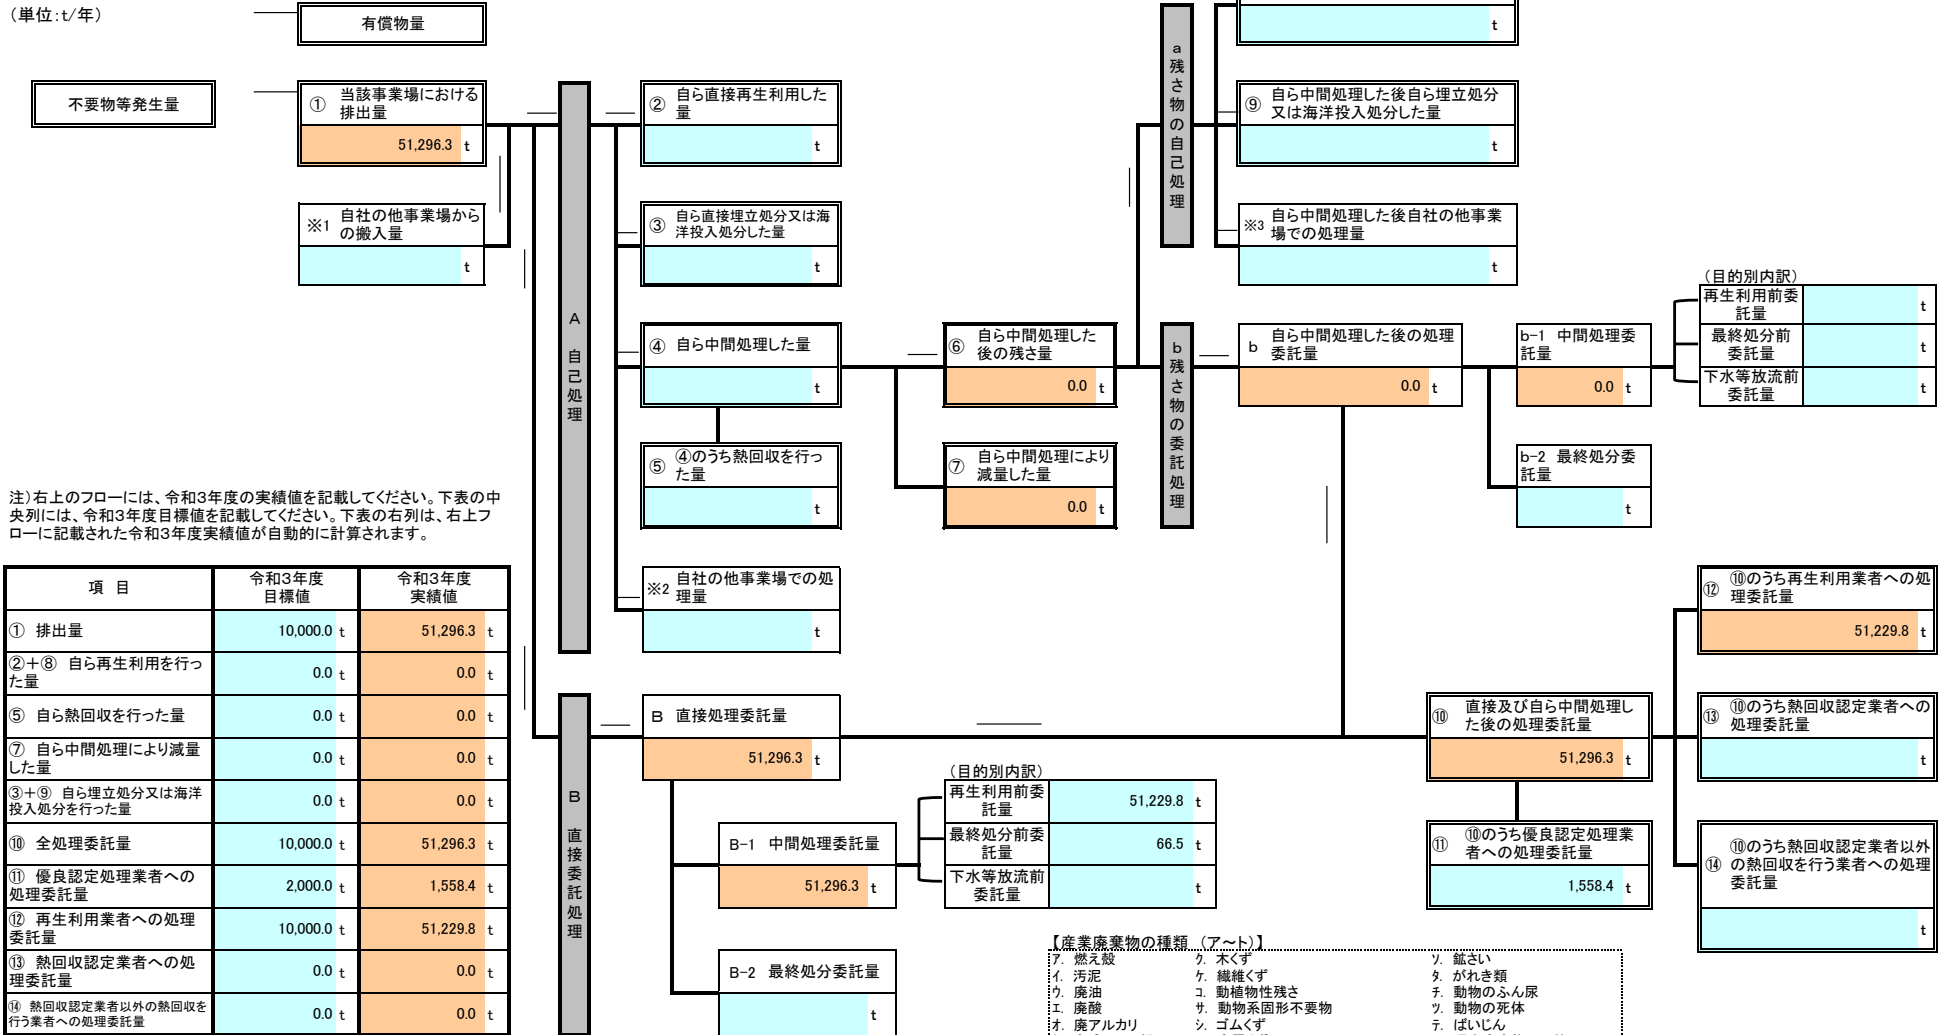 (単位:t/年)
有償物量
不要物等発生量
① 当該事業場における
排出量
51,296.3 t
※1 自社の他事業場から
の搬入量
t
A 自己処理
② 自ら直接再生利用した
量
t
③ 自ら直接埋立処分又は海
洋投入処分した量
t
④ 自ら中間処理した量
t
⑤ ④のうち熱回収を行っ
た量
t
※2 自社の他事業場での処
理量
t
⑥ 自ら中間処理した
後の残さ量
0.0 t
⑦ 自ら中間処理により
減量した量
0.0 t
a 残さ物の自己処理
t
⑨ 自ら中間処理した後自ら埋立処分
又は海洋投入処分した量
t
※3 自ら中間処理した後自社の他事業
場での処理量
t
b 残さ物の委託処理
b 自ら中間処理した後の処理
委託量
0.0 t
b-1 中間処理委
託量
0.0 t
b-2 最終処分委
託量
t
(目的別内訳)
再生利用前委
託量
t
最終処分前
委託量
t
下水等放流前
委託量
t
注)右上のフローには、令和3年度の実績値を記載してください。下表の中
央列には、令和3年度目標値を記載してください。下表の右列は、右上フ
ローに記載された令和3年度実績値が自動的に計算されます。
項 目 令和3年度 令和3年度
目標値 実績値
① 排出量 10,000.0 t 51,296.3 t
②+⑧ 自ら再生利用を行っ
た量 0.0 t 0.0 t
⑤ 自ら熱回収を行った量 0.0 t 0.0 t
⑦ 自ら中間処理により減量
した量 0.0 t 0.0 t
③+⑨ 自ら埋立処分又は海洋
投入処分を行った量 0.0 t 0.0 t
⑩ 全処理委託量 10,000.0 t 51,296.3 t
⑪ 優良認定処理業者への
処理委託量 2,000.0 t 1,558.4 t
⑫ 再生利用業者への処理
委託量 10,000.0 t 51,229.8 t
⑬ 熱回収認定業者への処
理委託量 0.0 t 0.0 t
⑭ 熱回収認定業者以外の熱回収を
行う業者への処理委託量 0.0 t 0.0 t
B 直接委託処理
B 直接処理委託量
51,296.3 t
B-1 中間処理委託量
51,296.3 t
B-2 最終処分委託量
t
(目的別内訳)
再生利用前委
託量
51,229.8 t
最終処分前委
託量
66.5 t
下水等放流前
委託量
t
⑩ 直接及び自ら中間処理し
た後の処理委託量
51,296.3 t
⑪ ⑩のうち優良認定処理業
者への処理委託量
1,558.4 t
⑫ ⑩のうち再生利用業者への処
理委託量
51,229.8 t
⑬ ⑩のうち熱回収認定業者への
処理委託量
t
⑭ ⑩のうち熱回収認定業者以外
の熱回収を行う業者への処理
委託量
t
【産業廃棄物の種類 (ア~ト)】
ア. 燃え殻 ク. 木くず ソ. 鉱さい
イ. 汚泥 ケ. 繊維くず タ. がれき類
ウ. 廃油 コ. 動植物性残さ チ. 動物のふん尿
エ. 廃酸 サ. 動物系固形不要物 ツ. 動物の死体
オ. 廃アルカリ シ. ゴムくず テ. ばいじん